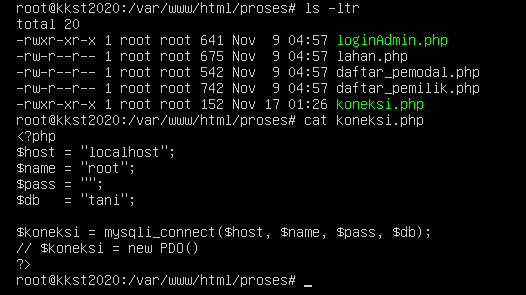 root@kkst2020:/var/www/html/proses# ls -ltr
total 20
-rwxr-xr-x 1 root root 641 Nov  9 04:57 loginAdmin.php
-rw-r--r-- 1 root root 675 Nov  9 04:57 lahan.php
-rw-r--r-- 1 root root 542 Nov  9 04:57 daftar_pemodal.php
-rw-r--r-- 1 root root 742 Nov  9 04:57 daftar_pemilik.php
-rwxr-xr-x 1 root root 152 Nov 17 01:26 koneksi.php
root@kkst2020:/var/www/html/proses# cat koneksi.php
<?php
$host = "localhost";
$name = "root";
$pass = "";
$db   = "tani";

$koneksi = mysqli_connect($host, $name, $pass, $db);
// $koneksi = new PDO()
?>
root@kkst2020:/var/www/html/proses# _